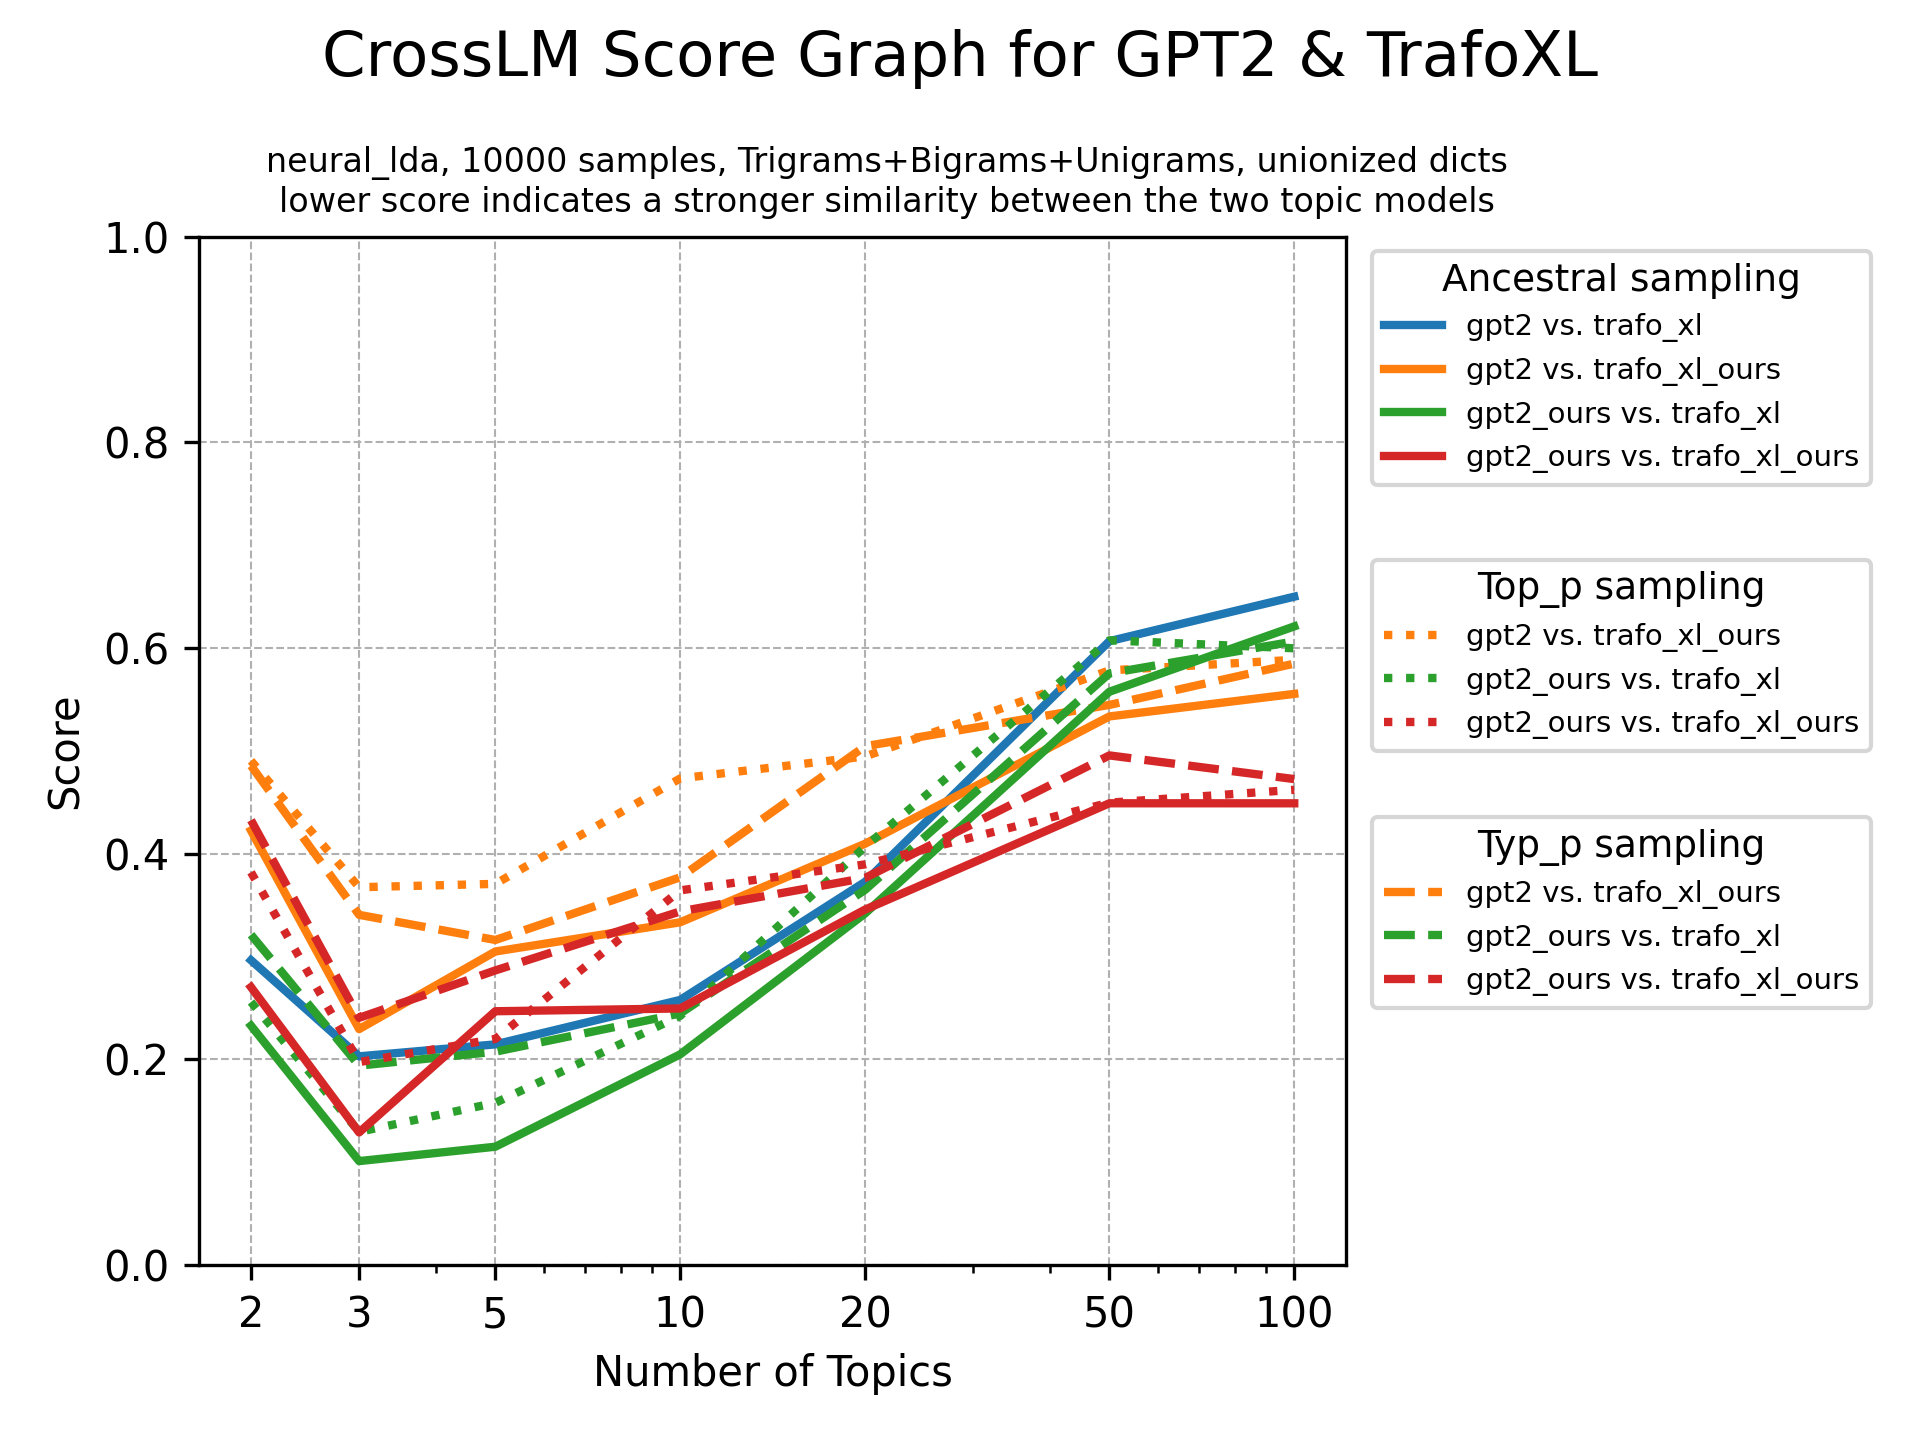 CrossLM Score Graph for GPT2 & TrafoXL
neural_lda, 10000 samples, Trigrams+Bigrams+Unigrams, unionized dicts
lower score indicates a stronger similarity between the two topic models
1.0
0.8
0.6
0.4
0.2
0.0
Score
2 3 5 10 20 50 100
Number of Topics
Ancestral sampling
gpt2 vs. trafo_xl
gpt2 vs. trafo_xl_ours
gpt2_ours vs. trafo_xl
gpt2_ours vs. trafo_xl_ours
Top_p sampling
gpt2 vs. trafo_xl_ours
gpt2_ours vs. trafo_xl
gpt2_ours vs. trafo_xl_ours
Typ_p sampling
gpt2 vs. trafo_xl_ours
gpt2_ours vs. trafo_xl
gpt2_ours vs. trafo_xl_ours